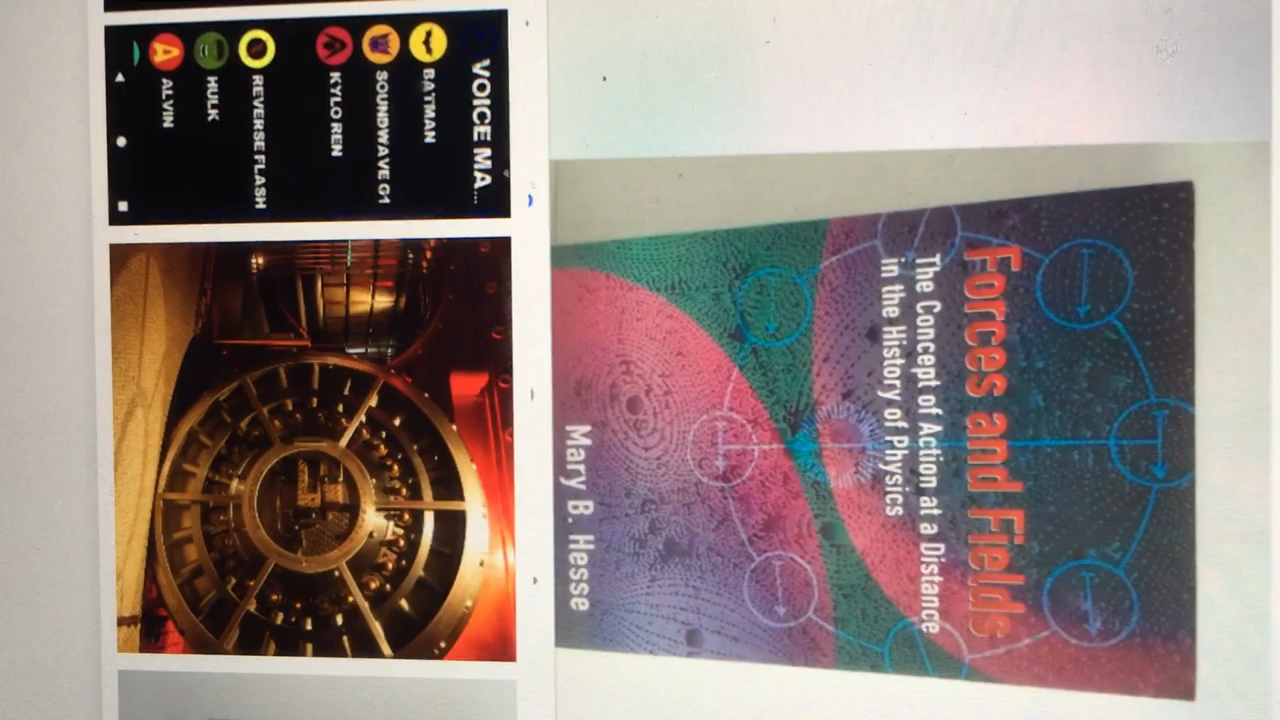 VOICE MA...
BATMAN
SOUNDWAVE G1
KYLO REN
REVERSE FLASH
HULK
A ALVIN
Forces and Fields
The Concept of Action at a Distance
in the History of Physics
Mary B. Hesse